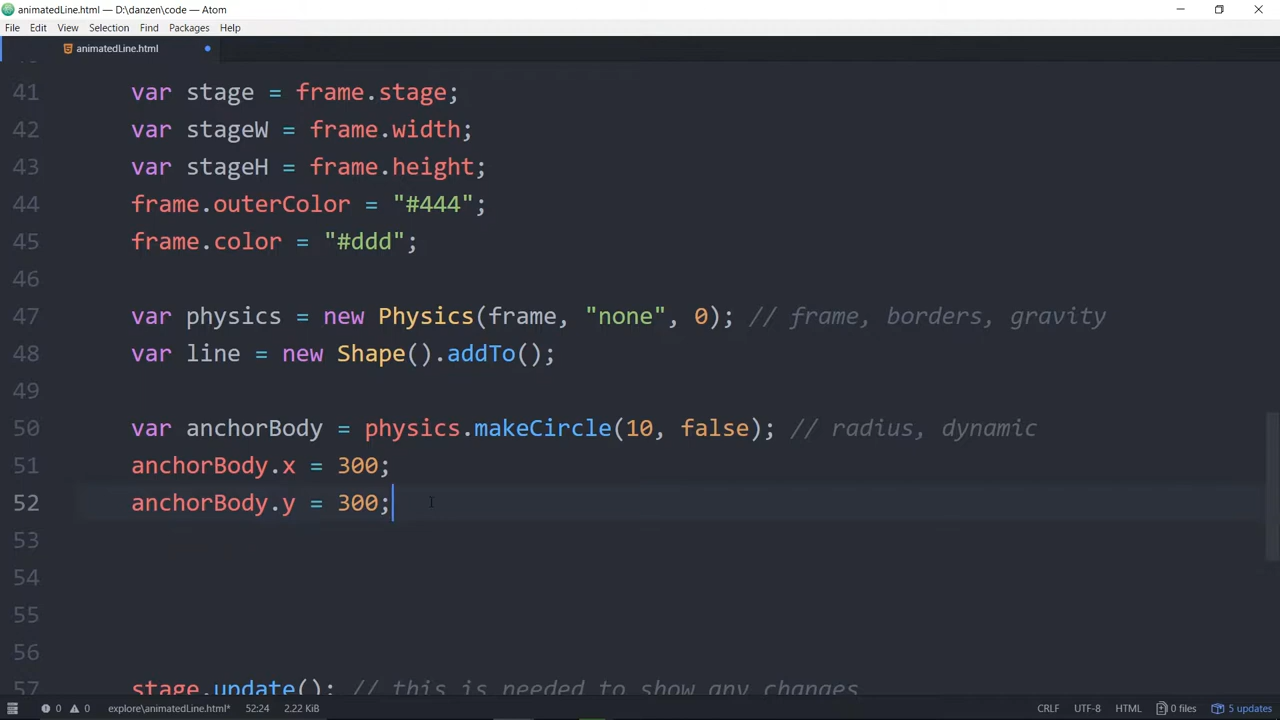 animatedLine.html — D:\danzen\code — Atom
File Edit View Selection Find Packages Help
animatedLine.html
41 var stage = frame.stage;
42 var stageW = frame.width;
43 var stageH = frame.height;
44 frame.outerColor = "#444";
45 frame.color = "#ddd";
46
47 var physics = new Physics(frame, "none", 0); // frame, borders, gravity
48 var line = new Shape().addTo();
49
50 var anchorBody = physics.makeCircle(10, false); // radius, dynamic
51 anchorBody.x = 300;
52 anchorBody.y = 300;
53
54
55
56
57 stage.update(); // this is needed to show any changes
0 0 explore\animatedLine.html* 52:24 2.22 KiB CRLF UTF-8 HTML 0 files 5 updates